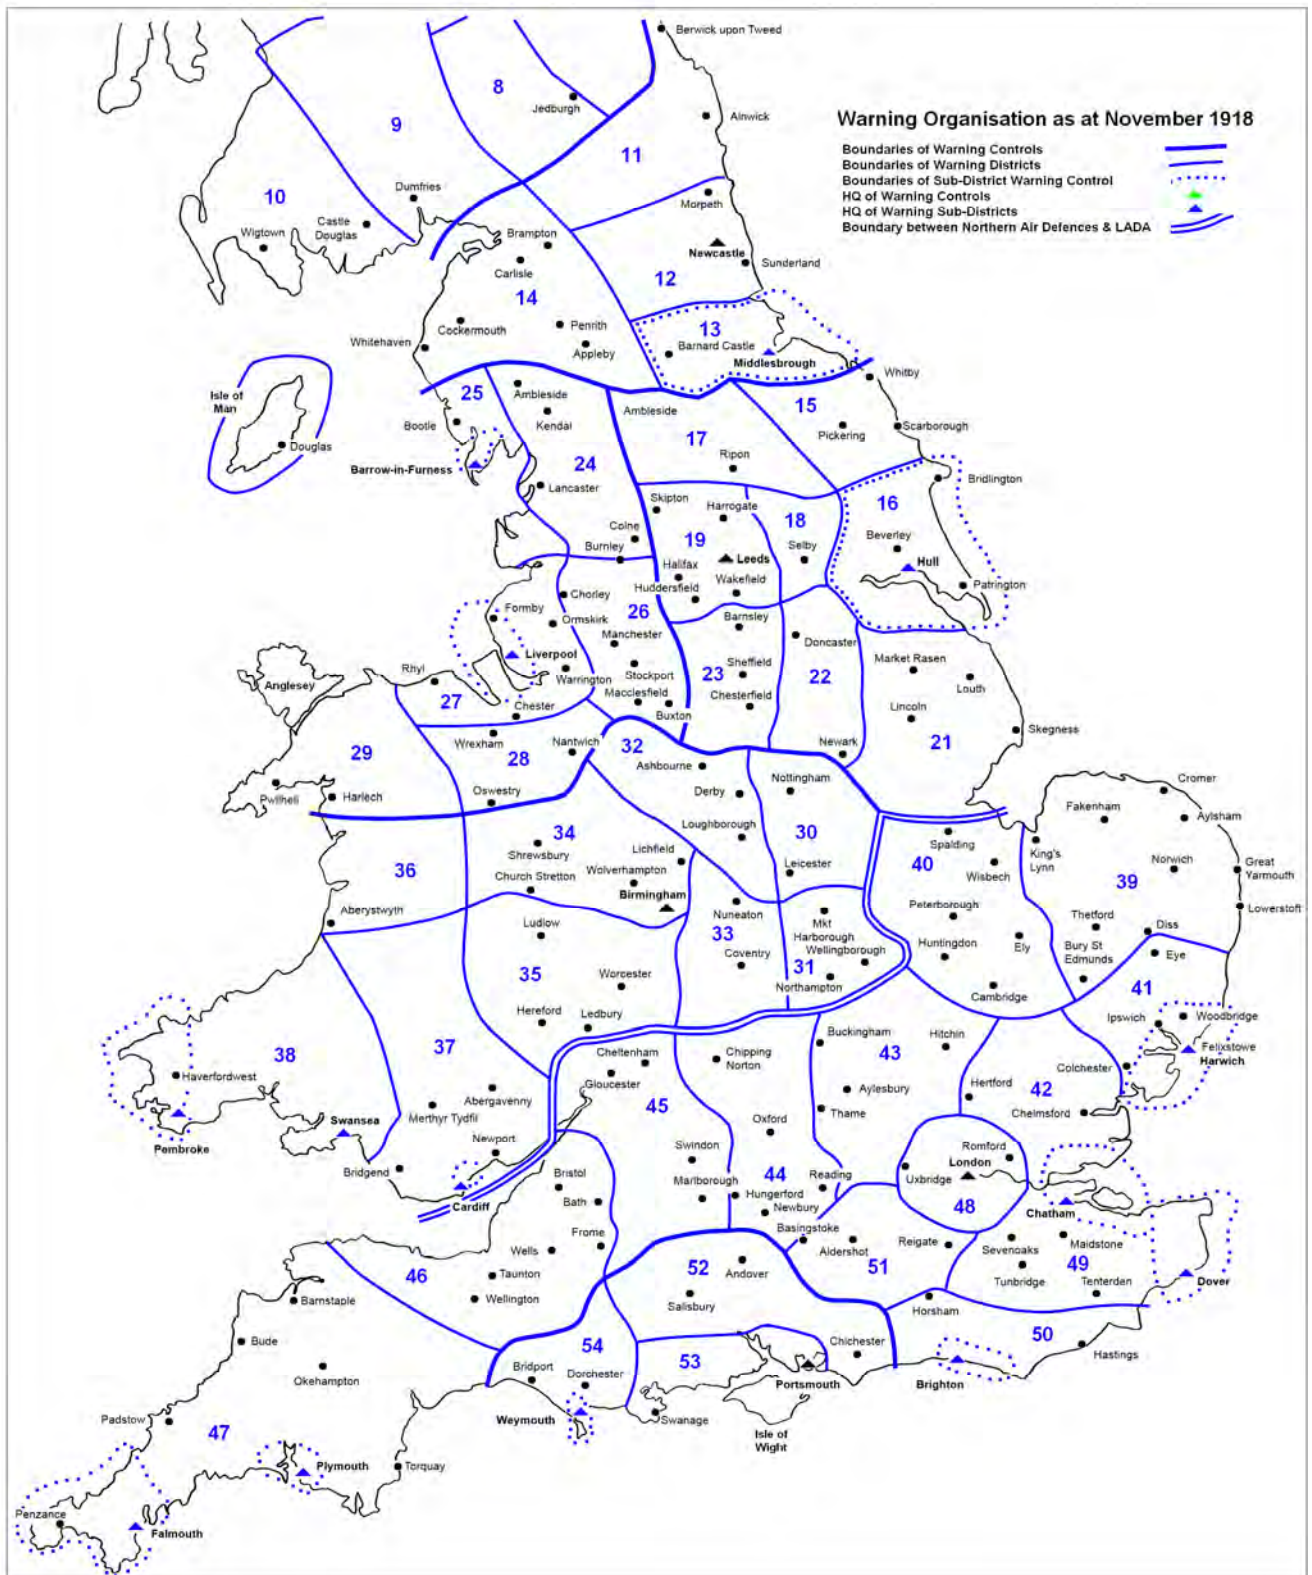 Berwick upon Tweed
8
Jedburgh
Alnwick
Warning Organisation as at November 1918
Boundaries of Warning Controls
Boundaries of Warning Districts
Boundaries of Sub-District Warning Control
HQ of Warning Controls
HQ of Warning Sub-Districts
Boundary between Northern Air Defences & LADA
9
11
10
Dumfries
Castle
Douglas
Wigtown
Morpeth
Brampton
Newcastle
Sunderland
Carlisle
12
14
Cockermouth
Penrith
13
Whitehaven
Appleby
Barnard Castle
Middlesbrough
Whitby
Isle of
Man
Douglas
25
Ambleside
Bootle
Kendal
Ambleside
15
17
Pickering
Scarborough
Barrow-in-Furness
24
Ripon
Lancaster
Bridlington
Skipton
Harrogate
18
16
Colne
19
Beverley
Burnley
Leeds
Selby
Hull
Halifax
Wakefield
Huddersfield
Patrington
Chorley
Formby
26
Ormskirk
Barnsley
Manchester
Doncaster
Liverpool
Market Rasen
Anglesey
Rhyl
Warrington
Stockport
23
Sheffield
22
Louth
27
Macclesfield
Chesterfield
Chester
Buxton
Lincoln
Skegness
21
Wrexham
29
28
Nantwich
32
Newark
Ashbourne
Nottingham
Cromer
Pwllheli
Harlech
Oswestry
Derby
Fakenham
Aylsham
34
Loughborough
30
Spalding
King's
Lynn
Shrewsbury
Lichfield
40
Norwich
Great
Yarmouth
36
Church Stretton
Wolverhampton
Leicester
Wisbech
39
Birmingham
Aberystwyth
Nuneaton
Peterborough
Lowerstoft
Ludlow
33
Mkt
Harborough
Thetford
Diss
Coventry
Wellingborough
Huntingdon
Ely
Bury St
Edmunds
Eye
35
Worcester
31
Northampton
Cambridge
41
Hereford
Ledbury
Ipswich
Woodbridge
38
37
Cheltenham
Chipping
Norton
Buckingham
43
Hitchin
Felixstowe
Harwich
Haverfordwest
Gloucester
Colchester
Abergavenny
45
Aylesbury
Hertford
42
Merthyr Tydfil
Thame
Chelmsford
Pembroke
Swansea
Oxford
Newport
Swindon
Romford
Bridgend
Bristol
44
London
Marlborough
Reading
Uxbridge
Cardiff
Bath
Hungerford
Newbury
48
Chatham
Frome
Basingstoke
Wells
Aldershot
Reigate
Sevenoaks
Maidstone
46
Taunton
52
Andover
51
Tunbridge
49
Dover
Barnstaple
Wellington
Salisbury
Tenterden
Horsham
Bude
54
50
Chichester
Hastings
Okehampton
Bridport
53
Dorchester
Portsmouth
Brighton
Padstow
Weymouth
Swanage
Isle of
Wight
47
Plymouth
Torquay
Penzance
Falmouth